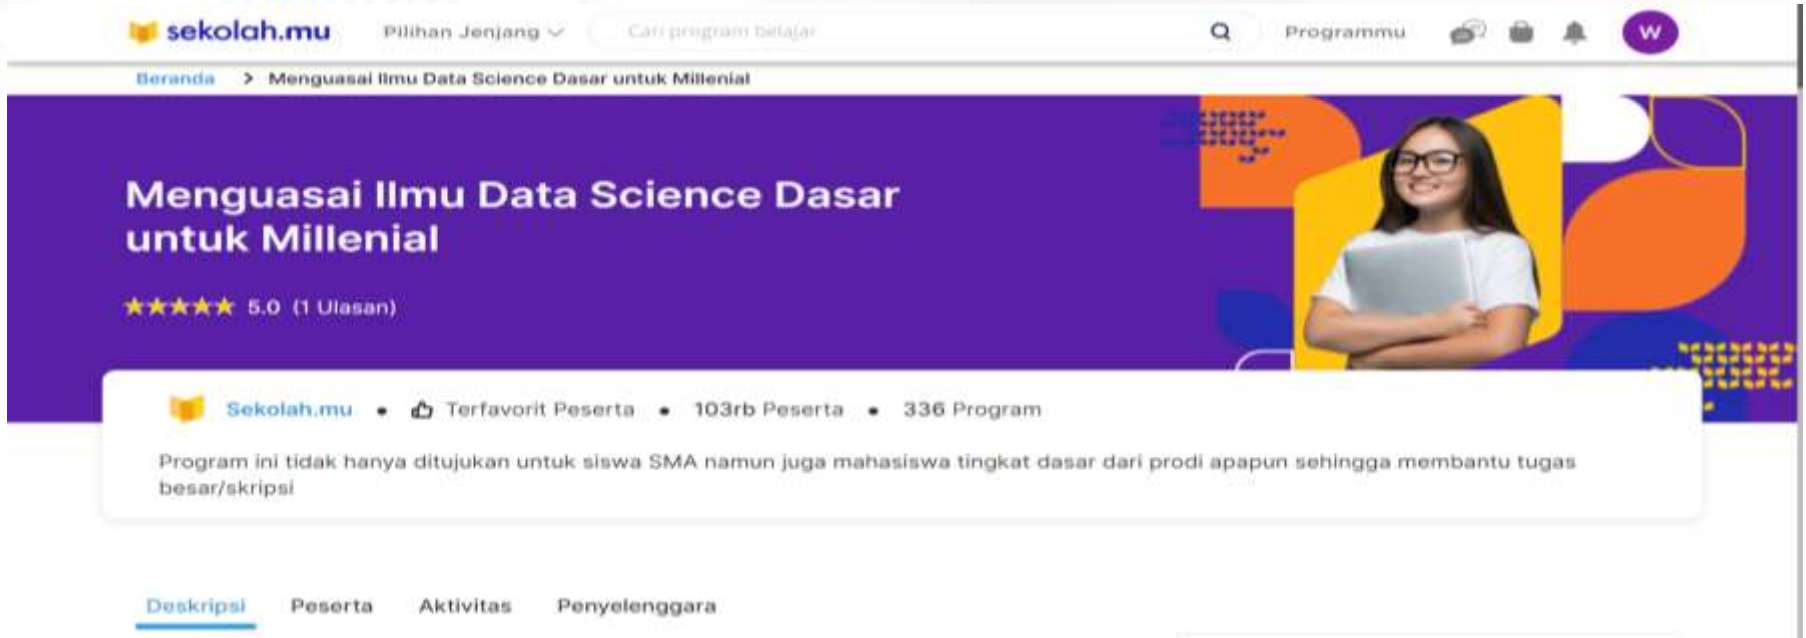 sekolah.mu Pilihan Jenjang Cari program belajar Programmu W
Beranda > Menguasai Ilmu Data Science Dasar untuk Millenial
Menguasai Ilmu Data Science Dasar
untuk Millenial
★★★★★ 5.0 (1 Ulasan)
Sekolah.mu • Terfavorit Peserta • 103rb Peserta • 336 Program
Program ini tidak hanya ditujukan untuk siswa SMA namun juga mahasiswa tingkat dasar dari prodi apapun sehingga membantu tugas
besar/skripsi
Deskripsi Peserta Aktivitas Penyelenggara